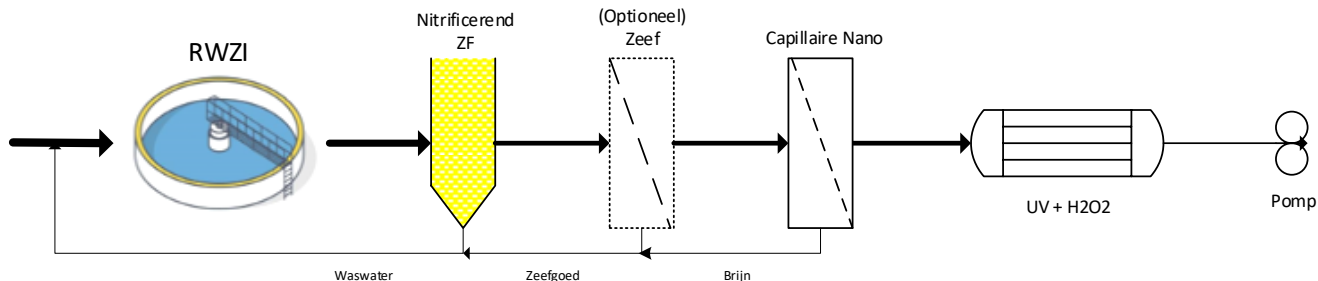 RWZI
Nitrificerend
ZF
(Optioneel)
Zeef
Capillaire Nano
UV + H2O2
Pomp
Waswater
Zeefgoed
Brijn